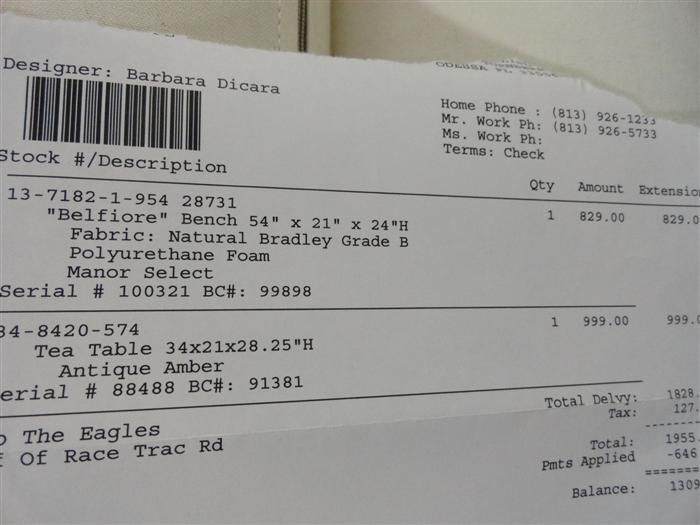 ODESSA FL
Designer: Barbara Dicara
Home Phone : (813) 926-1233
Mr. Work Ph: (813) 926-5733
Ms. Work Ph:
Terms: Check
Stock #/Description
Qty Amount Extension
13-7182-1-954 28731
1 829.00 829.0
"Belfiore" Bench 54" x 21" x 24"H
Fabric: Natural Bradley Grade B
Polyurethane Foam
Manor Select
Serial # 100321 BC#: 99898
34-8420-574
1 999.00 999.0
Tea Table 34x21x28.25"H
Antique Amber
erial # 88488 BC#: 91381
Total Delvy: 1828.
Tax: 127.
o The Eagles
f Of Race Trac Rd
Total: 1955.
Pmts Applied -646
Balance: 1309